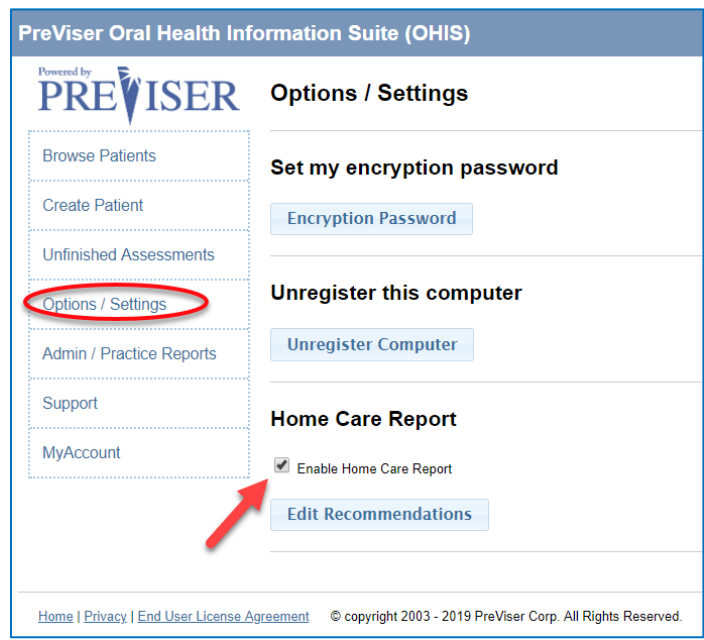 PreViser Oral Health Information Suite (OHIS)
Powered by
PREVISER
Options / Settings
Browse Patients
Create Patient
Unfinished Assessments
Options / Settings
Admin / Practice Reports
Support
MyAccount
Set my encryption password
Encryption Password
Unregister this computer
Unregister Computer
Home Care Report
Enable Home Care Report
Edit Recommendations
Home | Privacy | End User License Agreement © copyright 2003 - 2019 PreViser Corp. All Rights Reserved.